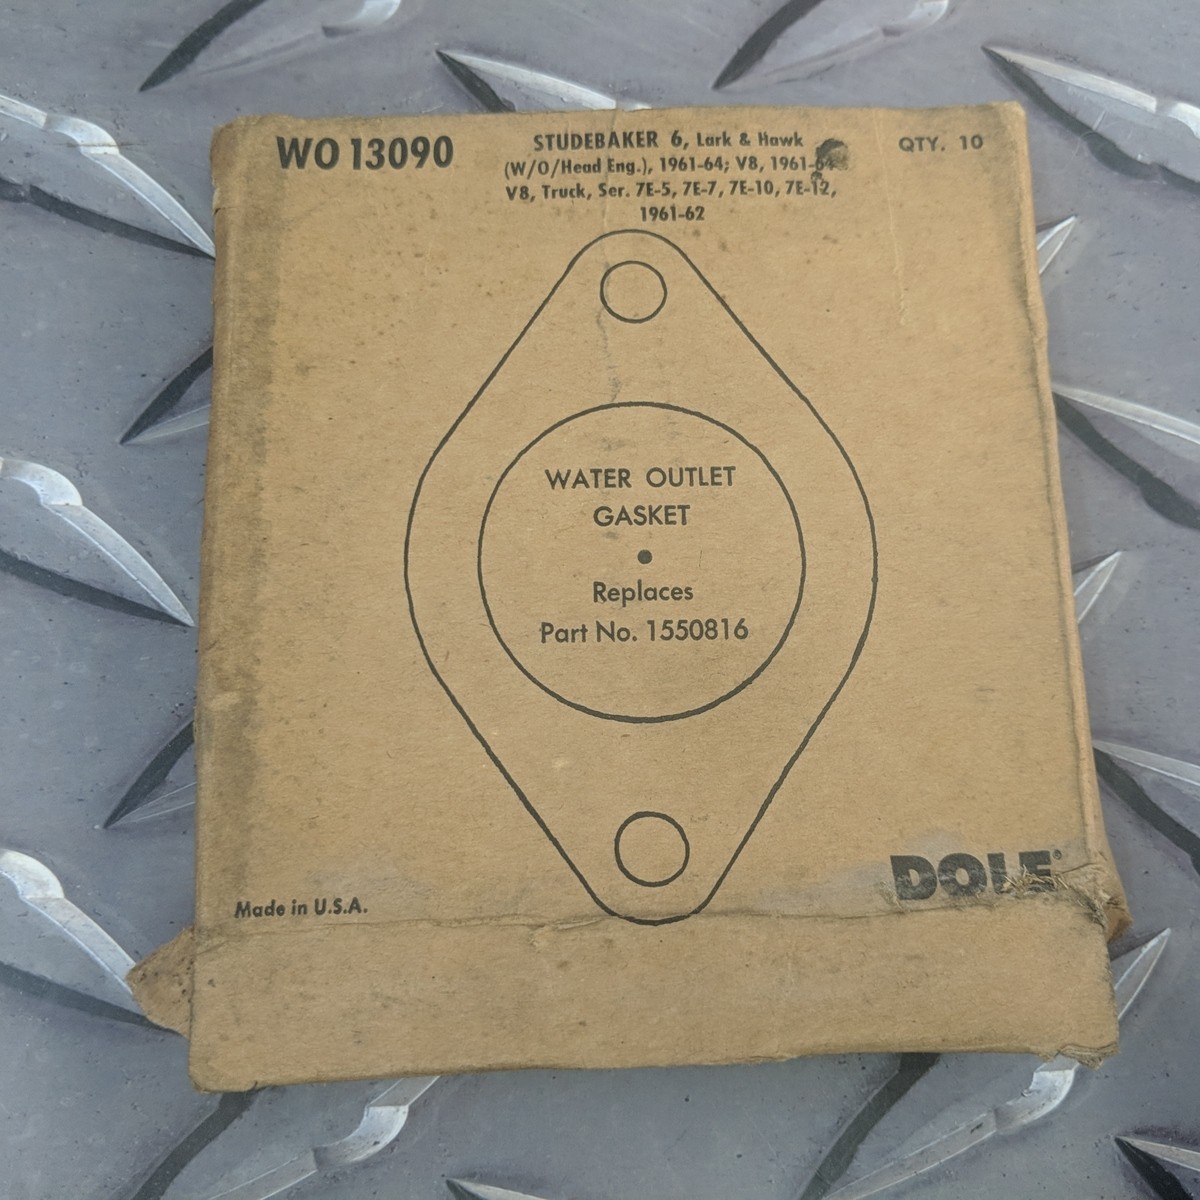 WO 13090
STUDEBAKER 6, Lark & Hawk
(W/O/Head Eng.), 1961-64; V8, 1961-64
V8, Truck, Ser. 7E-5, 7E-7, 7E-10, 7E-12,
1961-62
QTY. 10
WATER OUTLET
GASKET
•
Replaces
Part No. 1550816
DOLE®
Made in U.S.A.